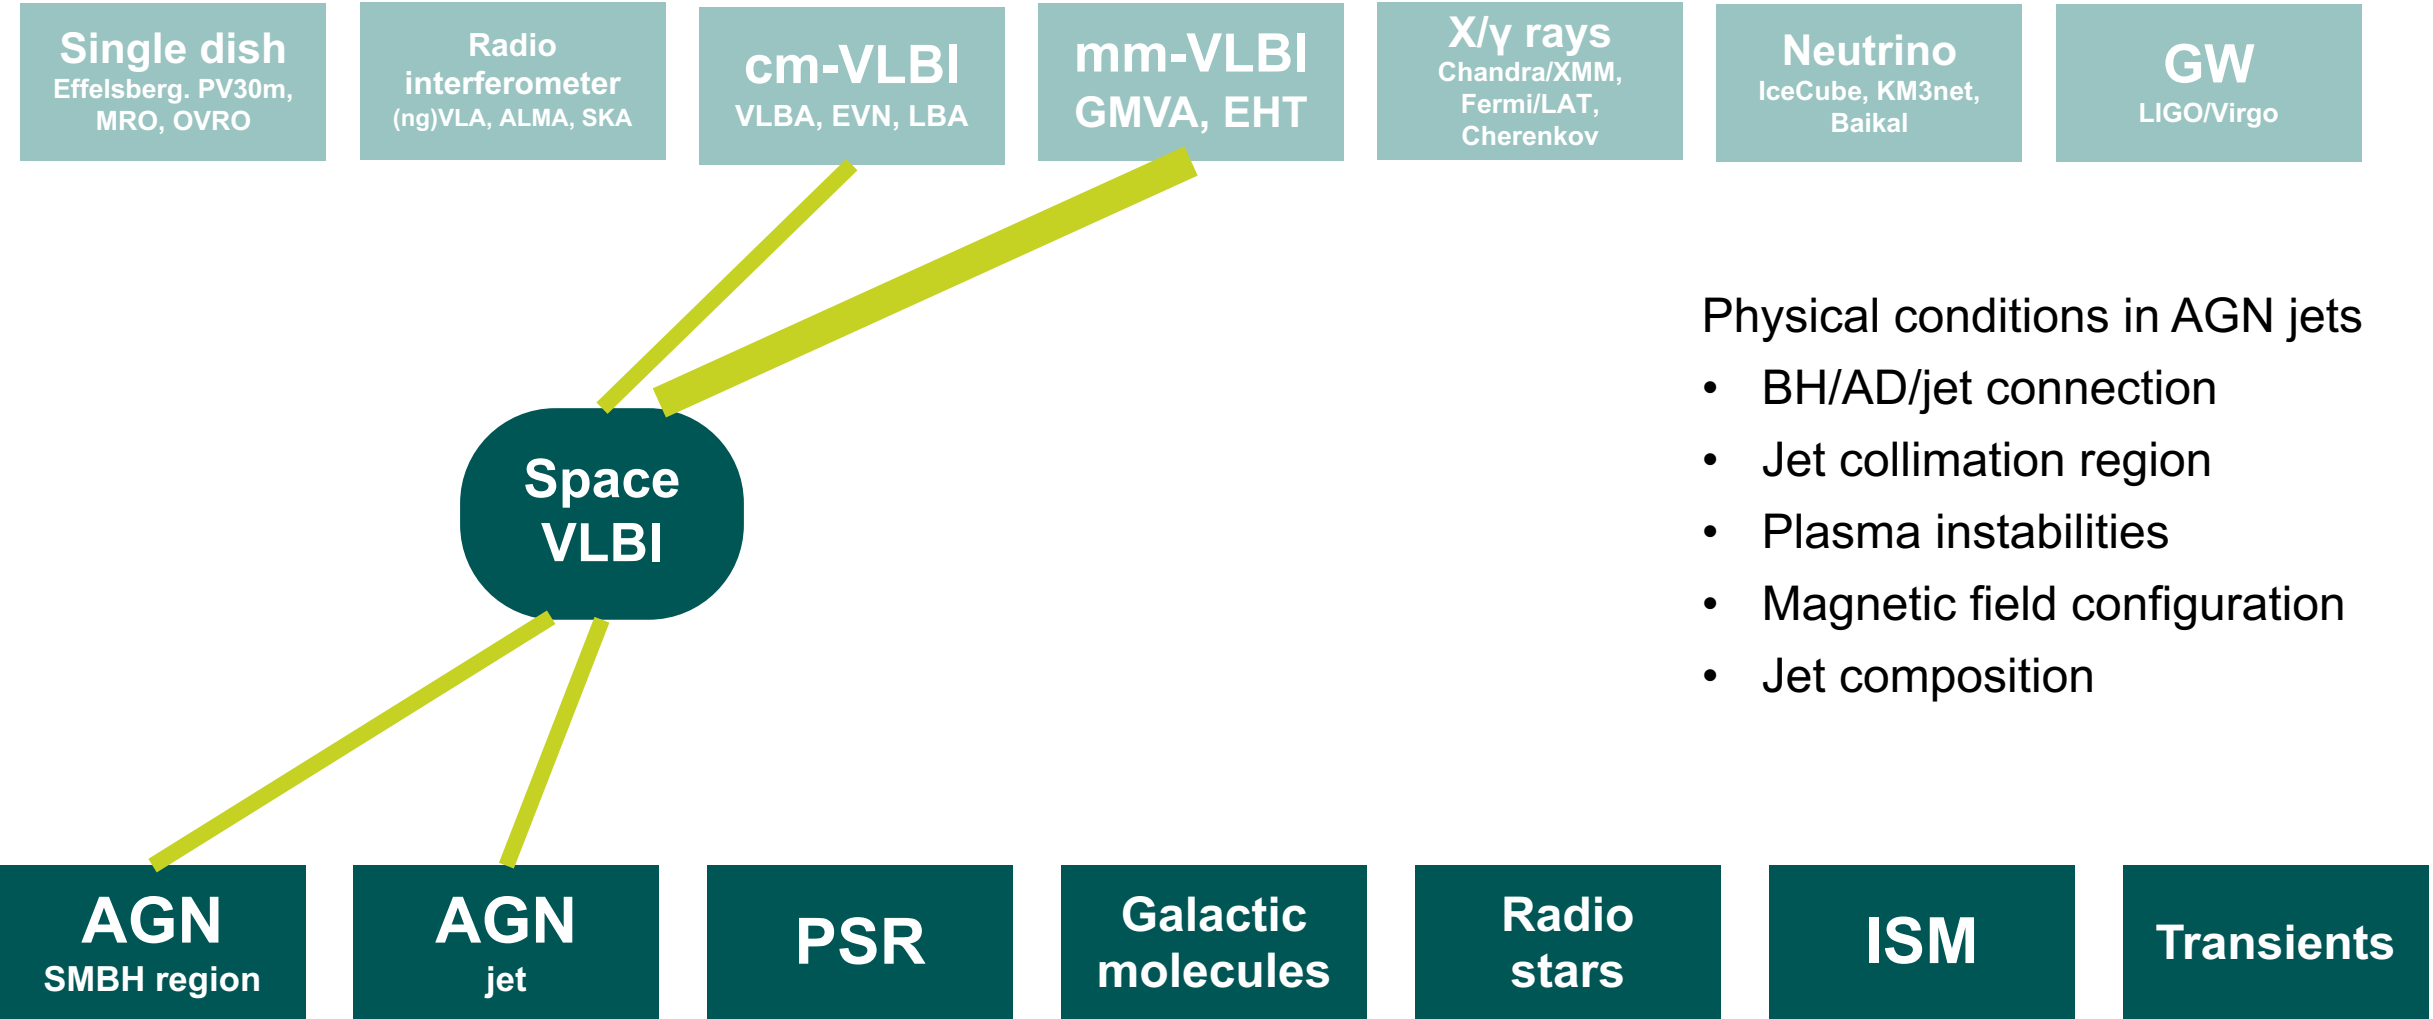 Single dish
Effelsberg. PV30m,
MRO, OVRO
Radio
interferometer
(ng)VLA, ALMA, SKA
cm-VLBI
VLBA, EVN, LBA
mm-VLBI
GMVA, EHT
X/γ rays
Chandra/XMM,
Fermi/LAT,
Cherenkov
Neutrino
IceCube, KM3net,
Baikal
GW
LIGO/Virgo
Physical conditions in AGN jets
• BH/AD/jet connection
• Jet collimation region
• Plasma instabilities
• Magnetic field configuration
• Jet composition
Space
VLBI
AGN
SMBH region
AGN
jet
PSR
Galactic
molecules
Radio
stars
ISM
Transients